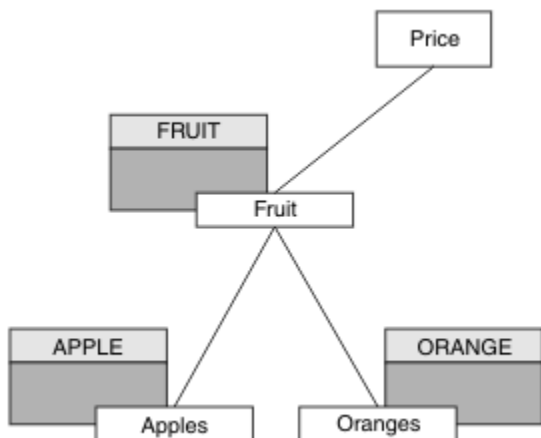 Price
FRUIT
Fruit
APPLE
ORANGE
Apples
Oranges